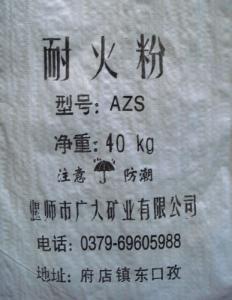 耐火粉
型号: AZS
净重: 40 kg
注意 防潮
偃师市广大矿业有限公司
电话: 0379-69605988
地址: 府店镇东口孜